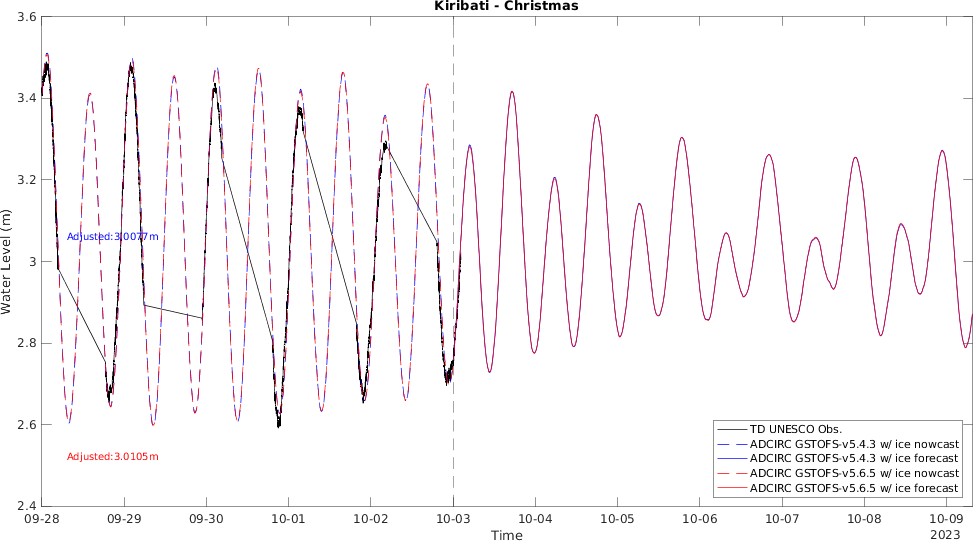 Kiribati - Christmas
3.6
3.4
3.2
3
2.8
2.6
2.4
Water Level (m)
Adjusted:3.0077m
Adjusted:3.0105m
TD UNESCO Obs.
ADCIRC GSTOFS-v5.4.3 w/ ice nowcast
ADCIRC GSTOFS-v5.4.3 w/ ice forecast
ADCIRC GSTOFS-v5.6.5 w/ ice nowcast
ADCIRC GSTOFS-v5.6.5 w/ ice forecast
09-28 09-29 09-30 10-01 10-02 10-03 10-04 10-05 10-06 10-07 10-08 10-09
Time
2023